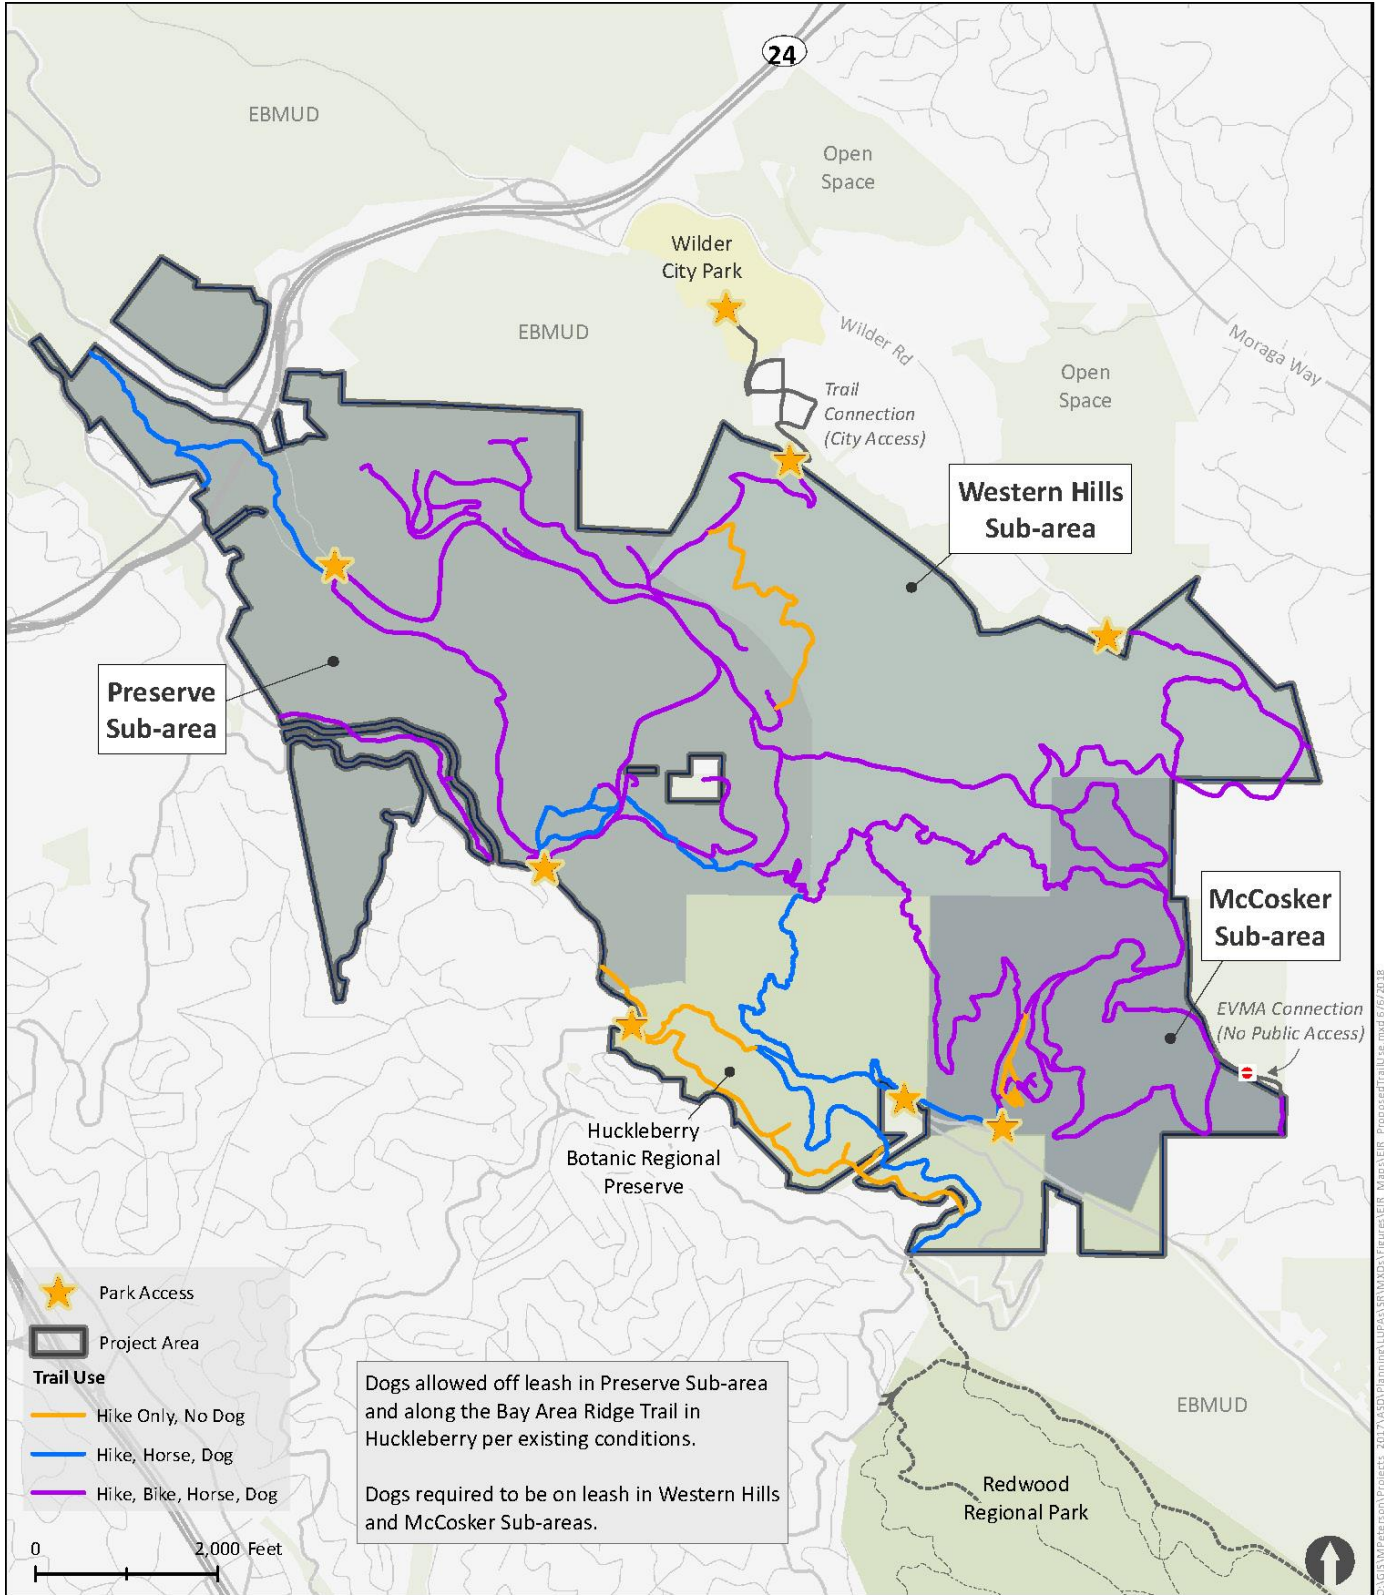 24
EBMUD
Open
Space
Wilder
City Park
EBMUD
Wilder Rd
Moraga Way
Open
Space
Trail
Connection
(City Access)
Western Hills
Sub-area
Preserve
Sub-area
McCosker
Sub-area
EVMA Connection
(No Public Access)
Huckleberry
Botanic Regional
Preserve
Park Access
Project Area
Trail Use
Hike Only, No Dog
Hike, Horse, Dog
Hike, Bike, Horse, Dog
0 2,000 Feet
Dogs allowed off leash in Preserve Sub-area
and along the Bay Area Ridge Trail in
Huckleberry per existing conditions.
Dogs required to be on leash in Western Hills
and McCosker Sub-areas.
EBMUD
Redwood
Regional Park